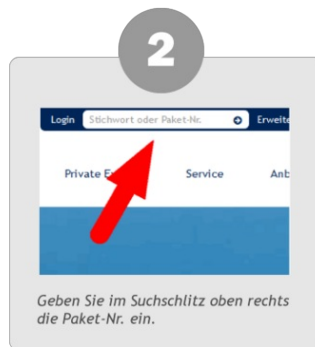 2
Login Stichwort oder Paket-Nr. Erweite
Private E Service Anb
Geben Sie im Suchschlitz oben rechts
die Paket-Nr. ein.